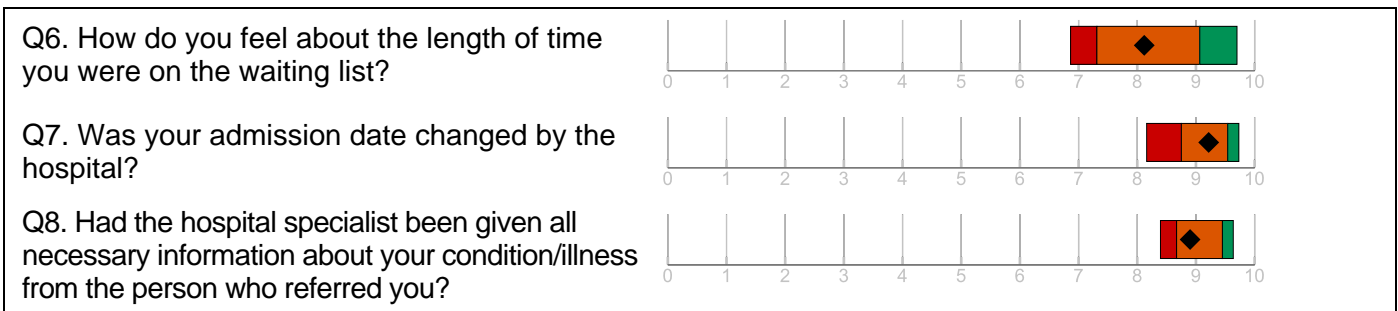 Q6. How do you feel about the length of time
you were on the waiting list?
0 1 2 3 4 5 6 7 8 9 10
Q7. Was your admission date changed by the
hospital?
0 1 2 3 4 5 6 7 8 9 10
Q8. Had the hospital specialist been given all
necessary information about your condition/illness
from the person who referred you?
0 1 2 3 4 5 6 7 8 9 10